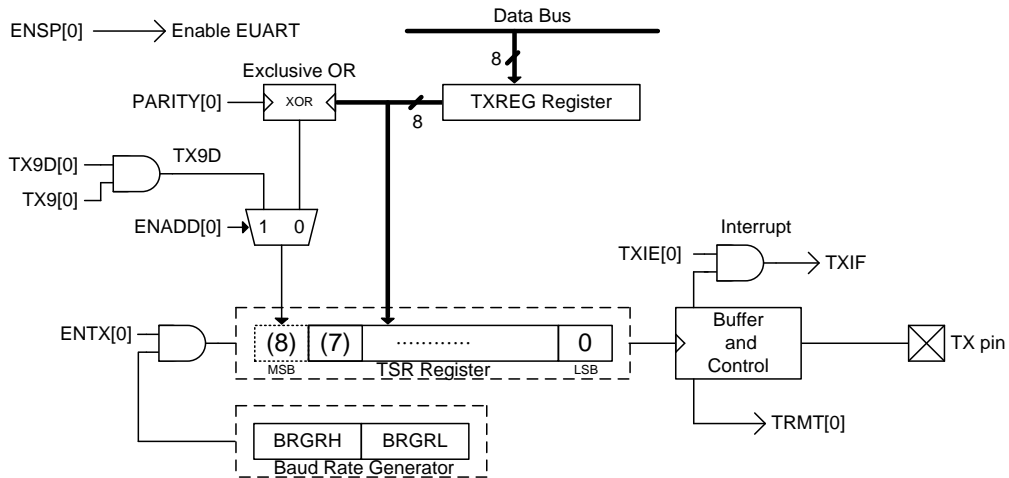 Data Bus
ENSP[0]
Enable EUART
8
Exclusive OR
PARITY[0]
XOR
TXREG Register
8
TX9D[0]
TX9D
TX9[0]
ENADD[0]
1 0
Interrupt
TXIE[0]
TXIF
ENTX[0]
(8) (7) ............ 0
MSB
TSR Register
LSB
Buffer
and
Control
TX pin
TRMT[0]
BRGRH
BRGRL
Baud Rate Generator